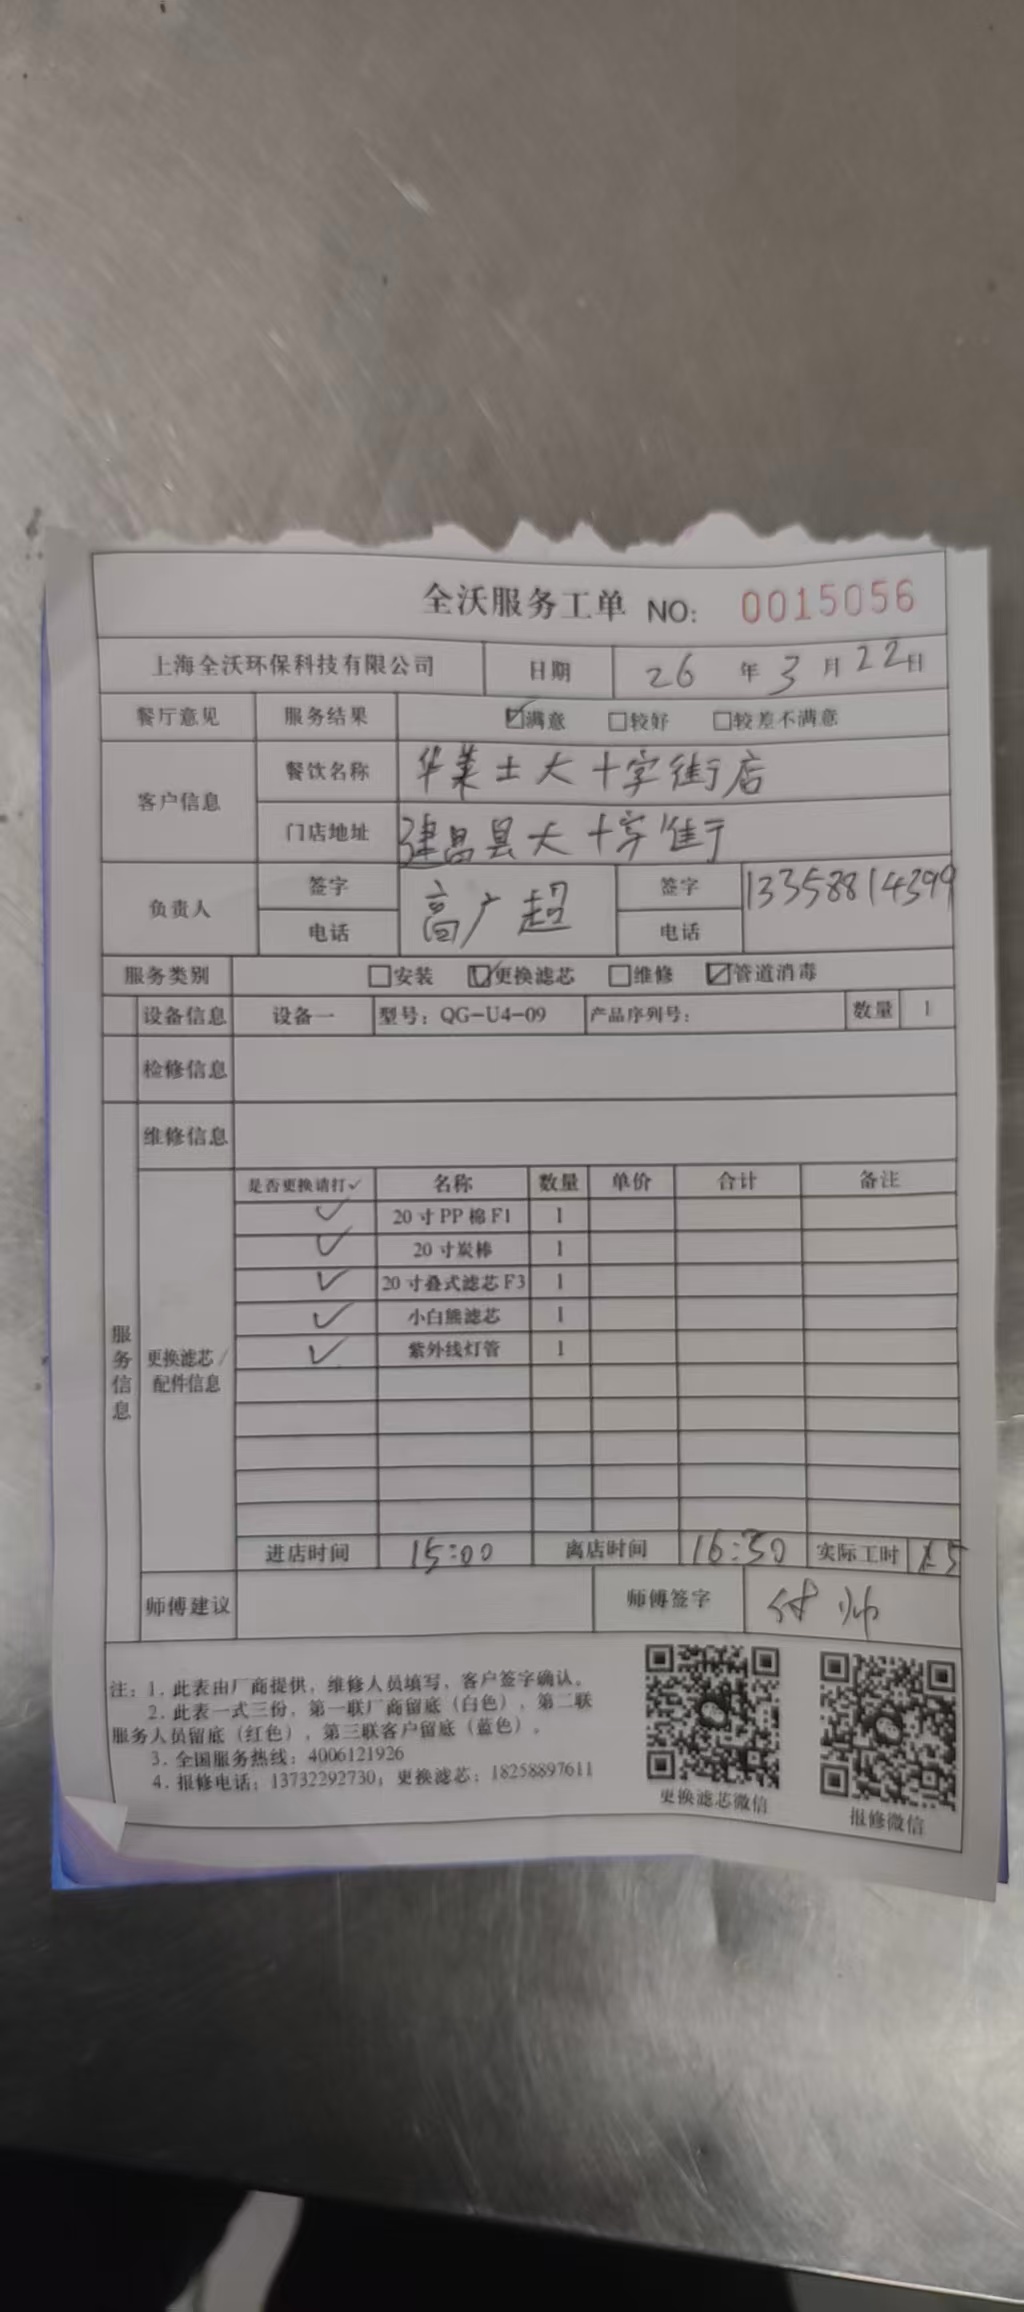 全沃服务工单 NO: 0015056
上海全沃环保科技有限公司 日期 26 年 3 月 22 日
餐厅意见 服务结果 ☑满意 □较好 □较差不满意
客户信息 餐饮名称 华莱士大十字街店
门店地址 建昌县大十字街
负责人 签字 高广超 签字 13358814399
电话 电话
服务类别 □安装 ☑更换滤芯 □维修 ☑管道消毒
设备信息 设备一 型号：QG-U4-09 产品序列号： 数量 1
检修信息
维修信息
是否更换请打✓ 名称 数量 单价 合计 备注
✓ 20寸PP棉F1 1
✓ 20寸炭棒 1
✓ 20寸叠式滤芯F3 1
✓ 小白熊滤芯 1
✓ 紫外线灯管 1
服务信息
更换滤芯/
配件信息
进店时间 15:00 离店时间 16:30 实际工时
师傅建议 师傅签字 付帅
注：1. 此表由厂商提供，维修人员填写、客户签字确认。
2. 此表一式三份，第一联厂商留底（白色），第二联
服务人员留底（红色），第三联客户留底（蓝色）。
3. 全国服务热线：4006121926
4. 报修电话：13732292730；更换滤芯：18258897611
更换滤芯微信 报修微信